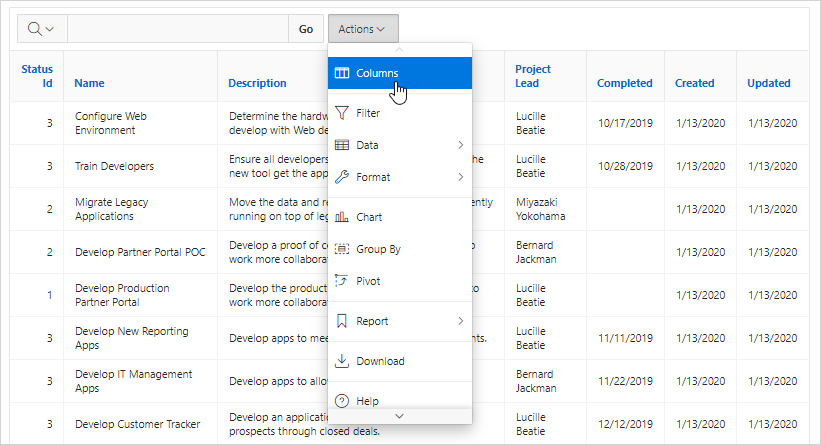 Go
Actions
Status Id
Name
Description
Project Lead
Completed
Created
Updated
Columns
Filter
Data
Format
Chart
Group By
Pivot
Report
Download
Help
3
Configure Web
Environment
Determine the hardw
develop with Web de
Lucille
Beatie
10/17/2019
1/13/2020
1/13/2020
3
Train Developers
Ensure all developers
the
new tool get the app
Lucille
Beatie
10/28/2019
1/13/2020
1/13/2020
2
Migrate Legacy
Applications
Move the data and re
ently
running on top of leg
Miyazaki
Yokohama
1/13/2020
1/13/2020
2
Develop Partner Portal POC
Develop a proof of co
to
work more collabora
Bernard
Jackman
1/13/2020
1/13/2020
1
Develop Production
Partner Portal
Develop the product
to
work more collabora
Lucille
Beatie
1/13/2020
1/13/2020
3
Develop New Reporting
Apps
Develop apps to mee
nts.
Lucille
Beatie
11/11/2019
1/13/2020
1/13/2020
3
Develop IT Management
Apps
Develop apps to allo
Bernard
Jackman
11/22/2019
1/13/2020
1/13/2020
3
Develop Customer Tracker
Develop an application
prospects through closed deals.
Lucille
Beatie
12/12/2019
1/13/2020
1/13/2020